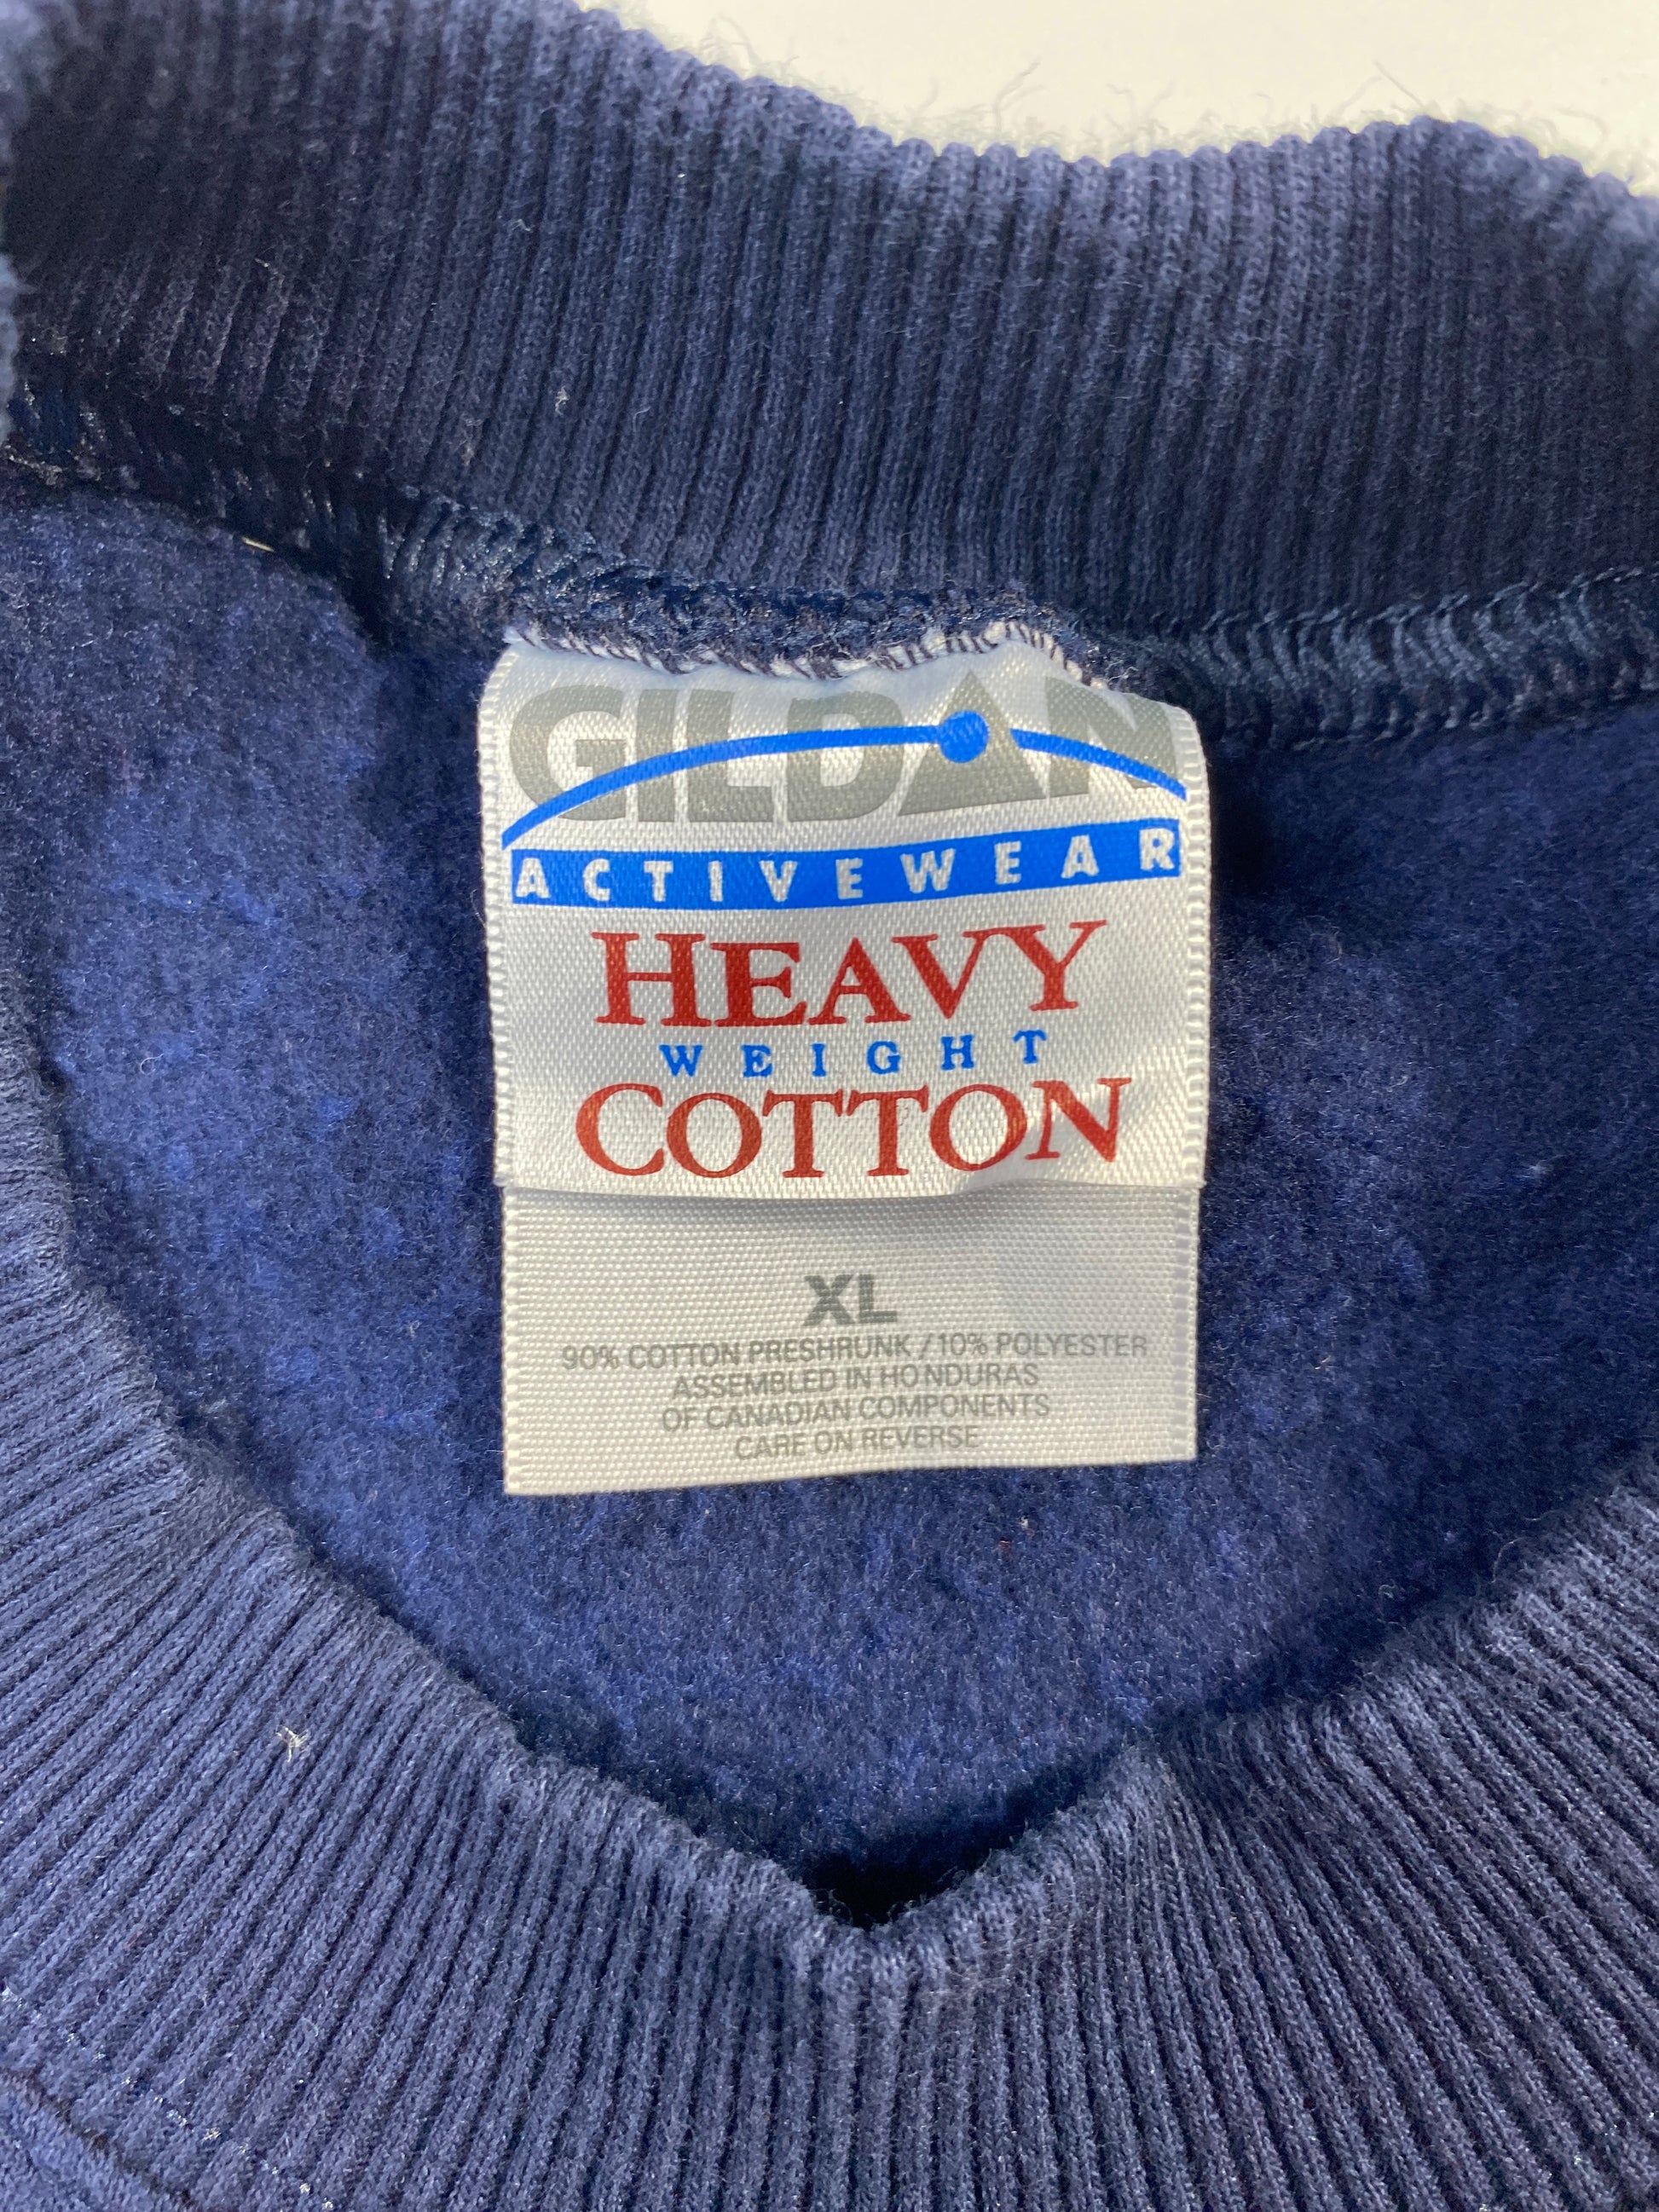 GILDAN
ACTIVEWEAR
HEAVY
WEIGHT
COTTON
XL
90% COTTON PRESHRUNK / 10% POLYESTER
ASSEMBLED IN HONDURAS
OF CANADIAN COMPONENTS
CARE ON REVERSE